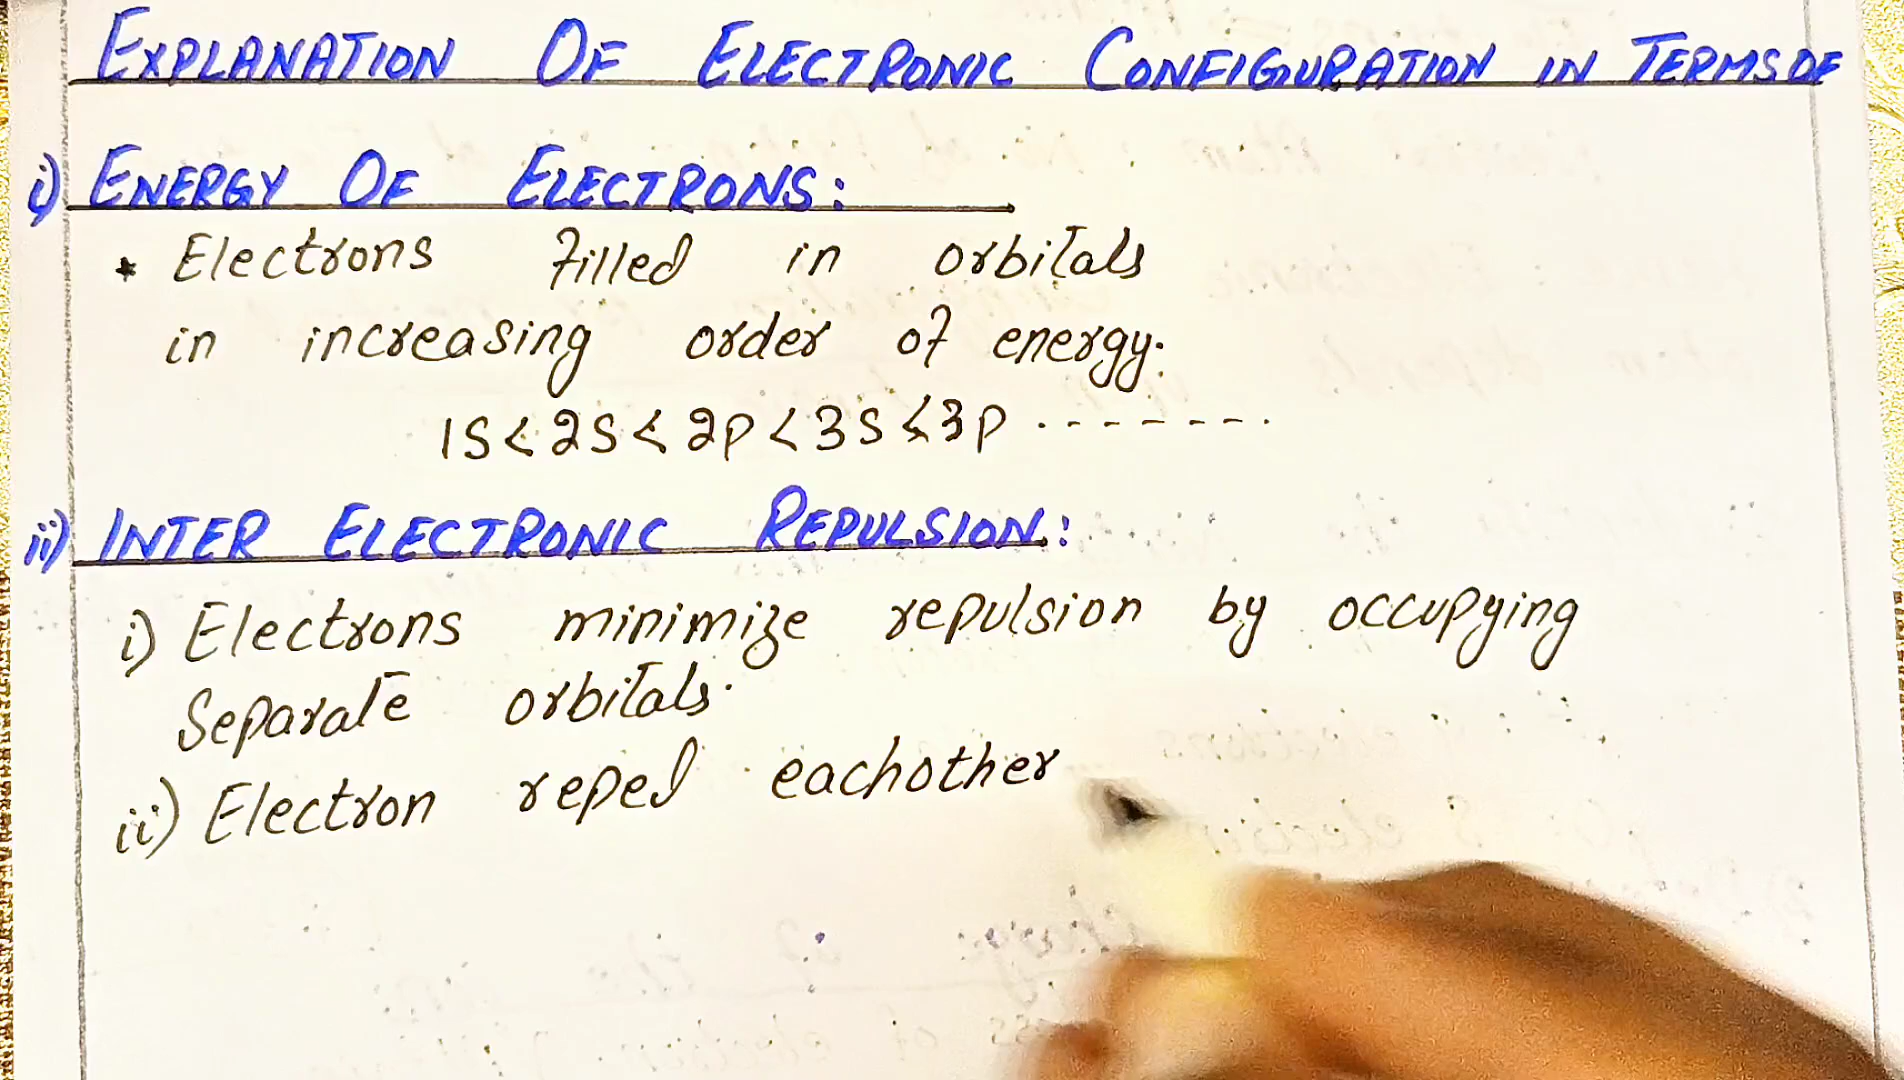 EXPLANATION OF ELECTRONIC CONFIGURATION IN TERMS OF
i) ENERGY OF ELECTRONS:
* Electrons filled in orbitals
in increasing order of energy.
1S<2S<2P<3S<3P -------
ii) INTER ELECTRONIC REPULSION:
i) Electrons minimize repulsion by occupying
Separate orbitals.
ii) Electron repel eachother